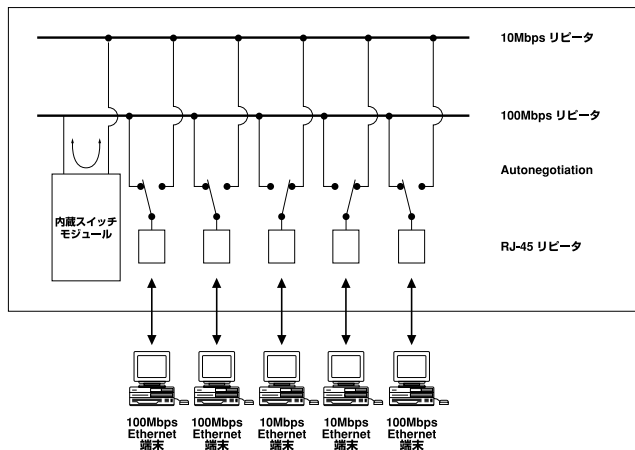 10Mbps リピータ
100Mbps リピータ
Autonegotiation
内蔵スイッチ
モジュール
RJ-45 リピータ
100Mbps
Ethernet
端末
100Mbps
Ethernet
端末
10Mbps
Ethernet
端末
10Mbps
Ethernet
端末
100Mbps
Ethernet
端末